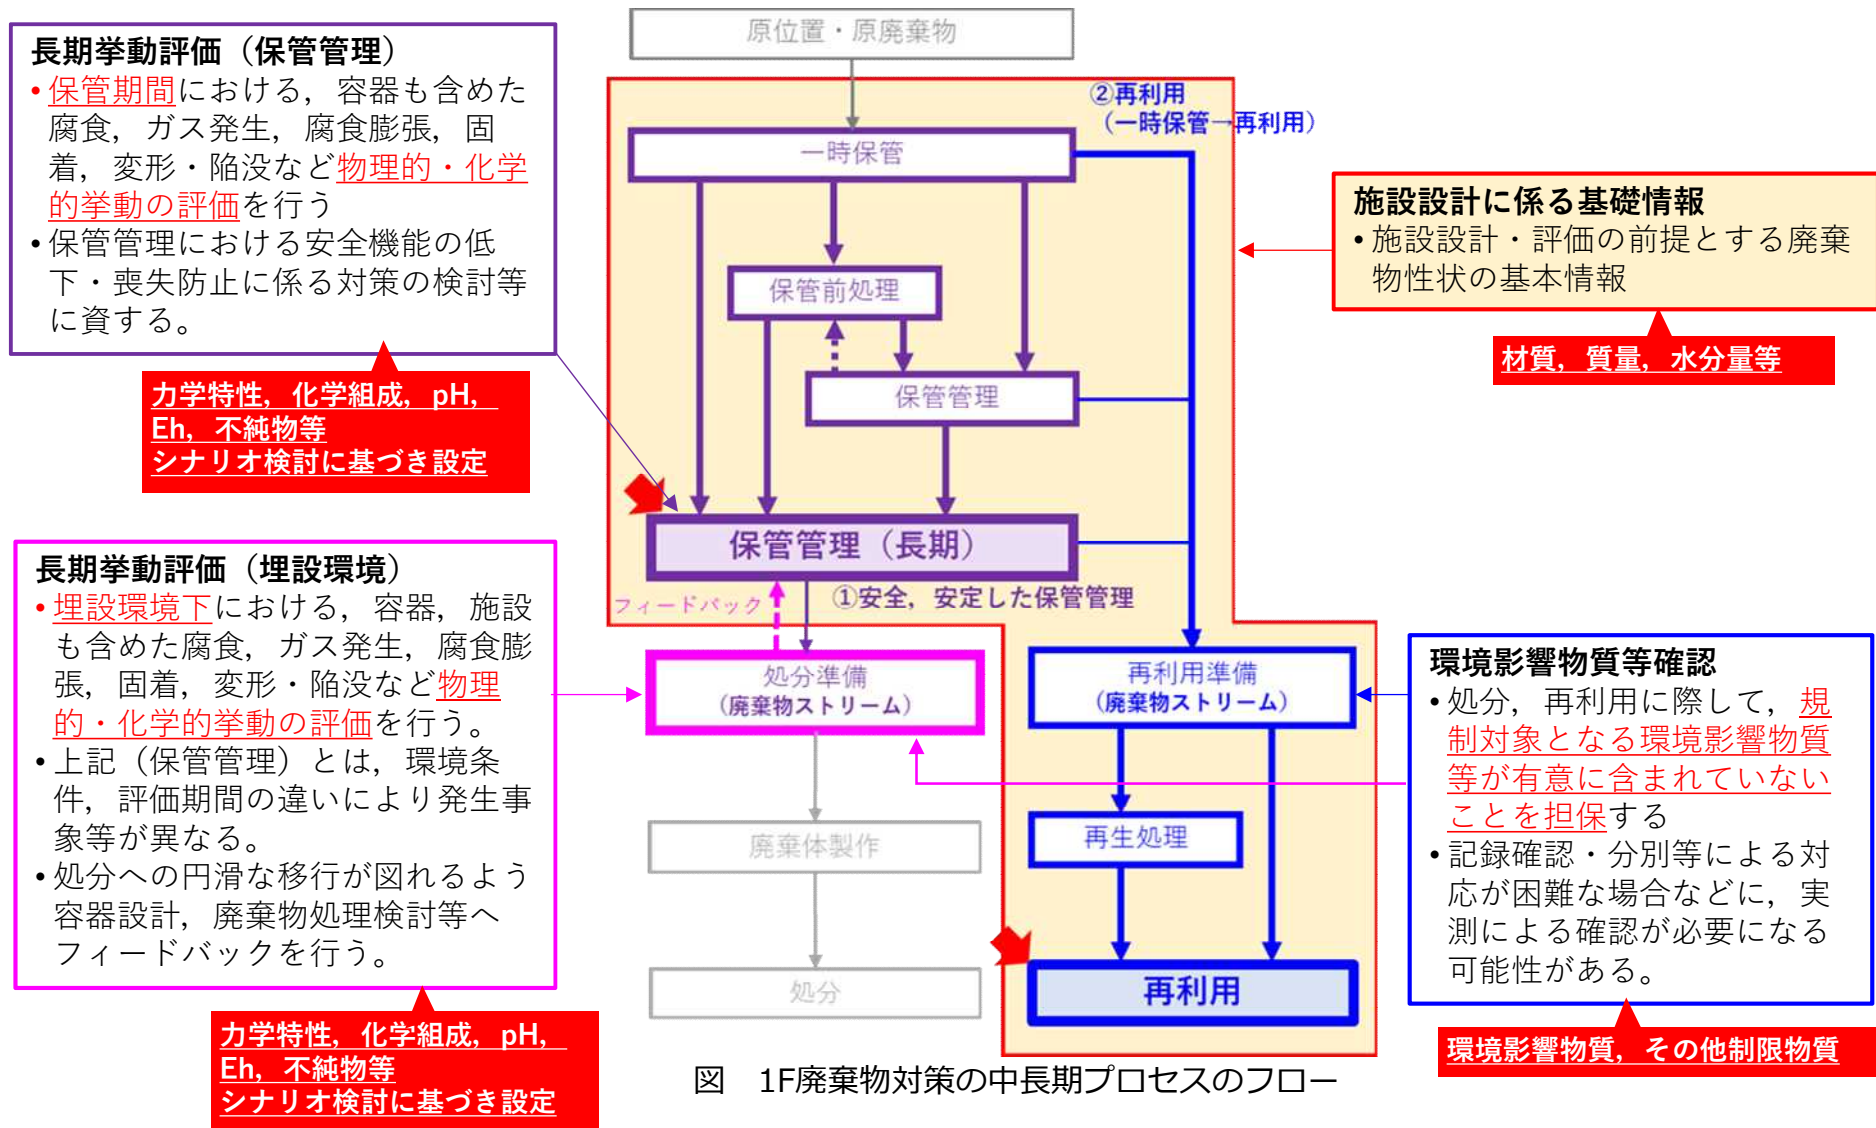 長期挙動評価（保管管理）
•保管期間における，容器も含めた
腐食，ガス発生，腐食膨張，固
着，変形・陥没など物理的・化学
的挙動の評価を行う
•保管管理における安全機能の低
下・喪失防止に係る対策の検討等
に資する。
力学特性，化学組成，pH，
Eh，不純物等
シナリオ検討に基づき設定
長期挙動評価（埋設環境）
•埋設環境下における，容器，施設
も含めた腐食，ガス発生，腐食膨
張，固着，変形・陥没など物理
的・化学的挙動の評価を行う。
•上記（保管管理）とは，環境条
件，評価期間の違いにより発生事
象等が異なる。
•処分への円滑な移行が図れるよう
容器設計，廃棄物処理検討等へ
フィードバックを行う。
力学特性，化学組成，pH，
Eh，不純物等
シナリオ検討に基づき設定
原位置・原廃棄物
②再利用
（一時保管→再利用）
一時保管
保管前処理
保管管理
保管管理（長期）
フィードバック
①安全，安定した保管管理
処分準備
（廃棄物ストリーム）
再利用準備
（廃棄物ストリーム）
廃棄体製作
再生処理
処分
再利用
施設設計に係る基礎情報
•施設設計・評価の前提とする廃棄
物性状の基本情報
材質，質量，水分量等
環境影響物質等確認
•処分，再利用に際して，規
制対象となる環境影響物質
等が有意に含まれていない
ことを担保する
•記録確認・分別等による対
応が困難な場合などに，実
測による確認が必要になる
可能性がある。
環境影響物質，その他制限物質
図　1F廃棄物対策の中長期プロセスのフロー